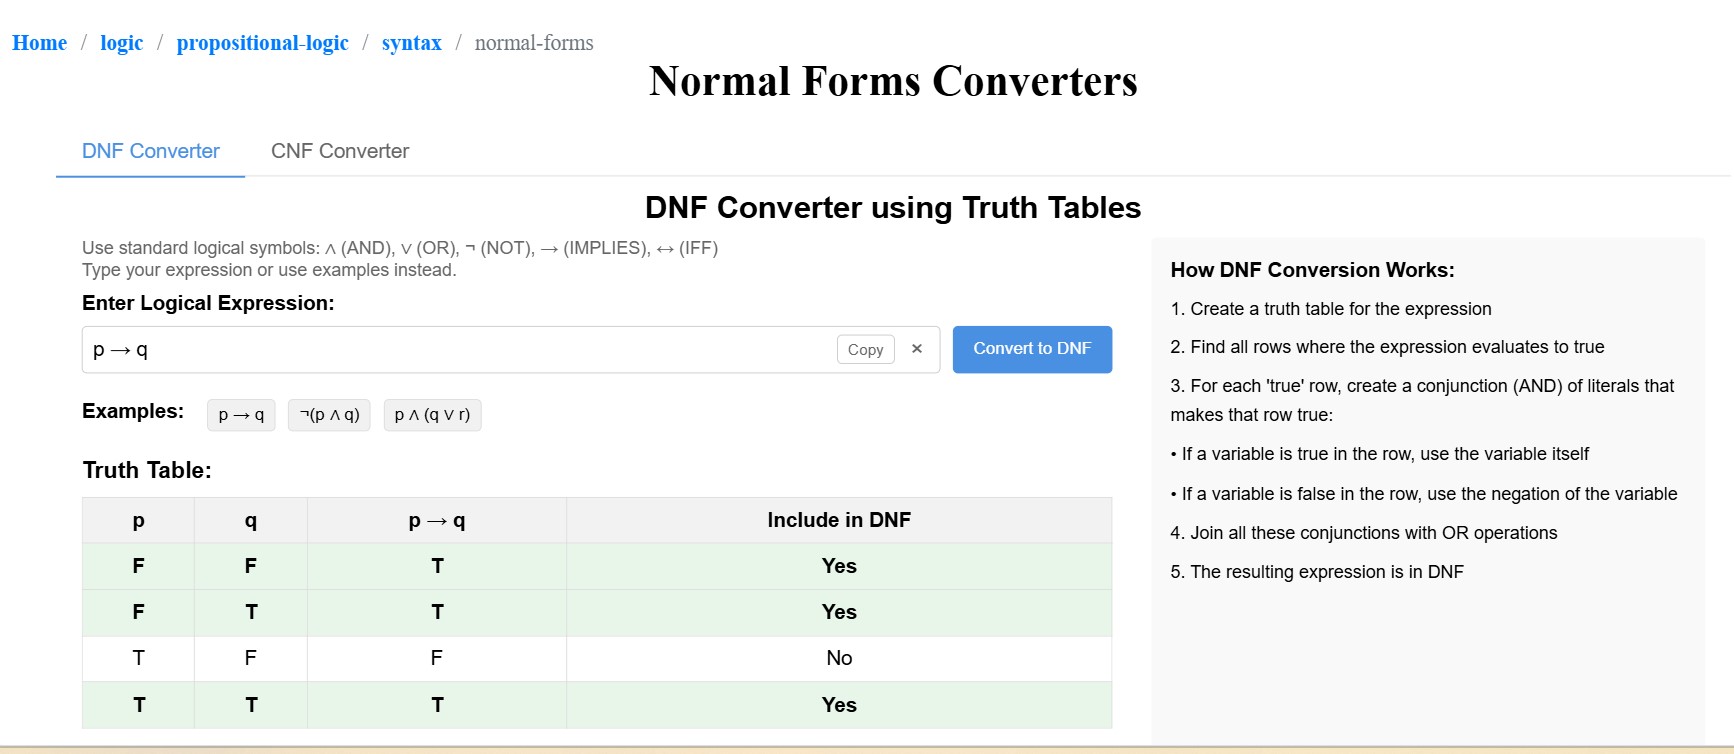 Home / logic / propositional-logic / syntax / normal-forms
Normal Forms Converters
DNF Converter CNF Converter
DNF Converter using Truth Tables
Use standard logical symbols: ∧ (AND), ∨ (OR), ¬ (NOT), → (IMPLIES), ↔ (IFF)
Type your expression or use examples instead.
Enter Logical Expression:
p → q Copy × Convert to DNF
Examples: p → q ¬(p ∧ q) p ∧ (q ∨ r)
Truth Table:
p q p → q Include in DNF
F F T Yes
F T T Yes
T F F No
T T T Yes
How DNF Conversion Works:
1. Create a truth table for the expression
2. Find all rows where the expression evaluates to true
3. For each 'true' row, create a conjunction (AND) of literals that
makes that row true:
• If a variable is true in the row, use the variable itself
• If a variable is false in the row, use the negation of the variable
4. Join all these conjunctions with OR operations
5. The resulting expression is in DNF